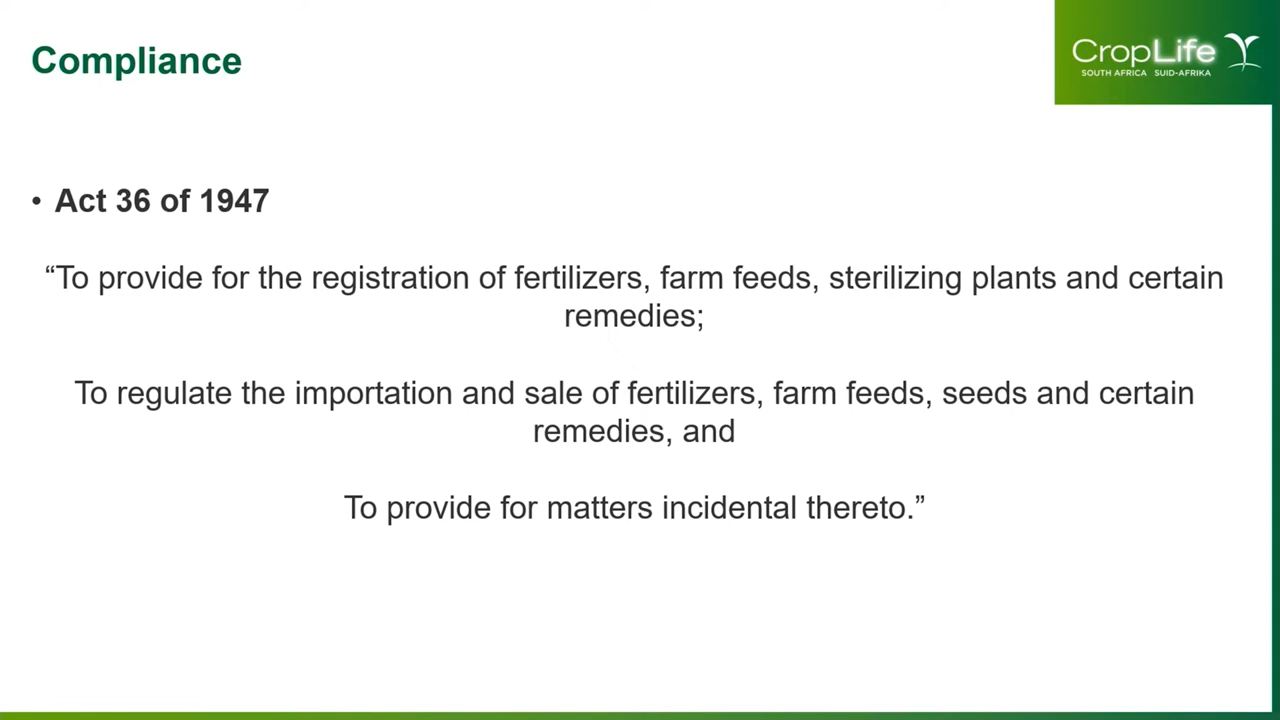 Compliance
CropLife
SOUTH AFRICA SUID-AFRIKA
• Act 36 of 1947
“To provide for the registration of fertilizers, farm feeds, sterilizing plants and certain
remedies;
To regulate the importation and sale of fertilizers, farm feeds, seeds and certain
remedies, and
To provide for matters incidental thereto.”